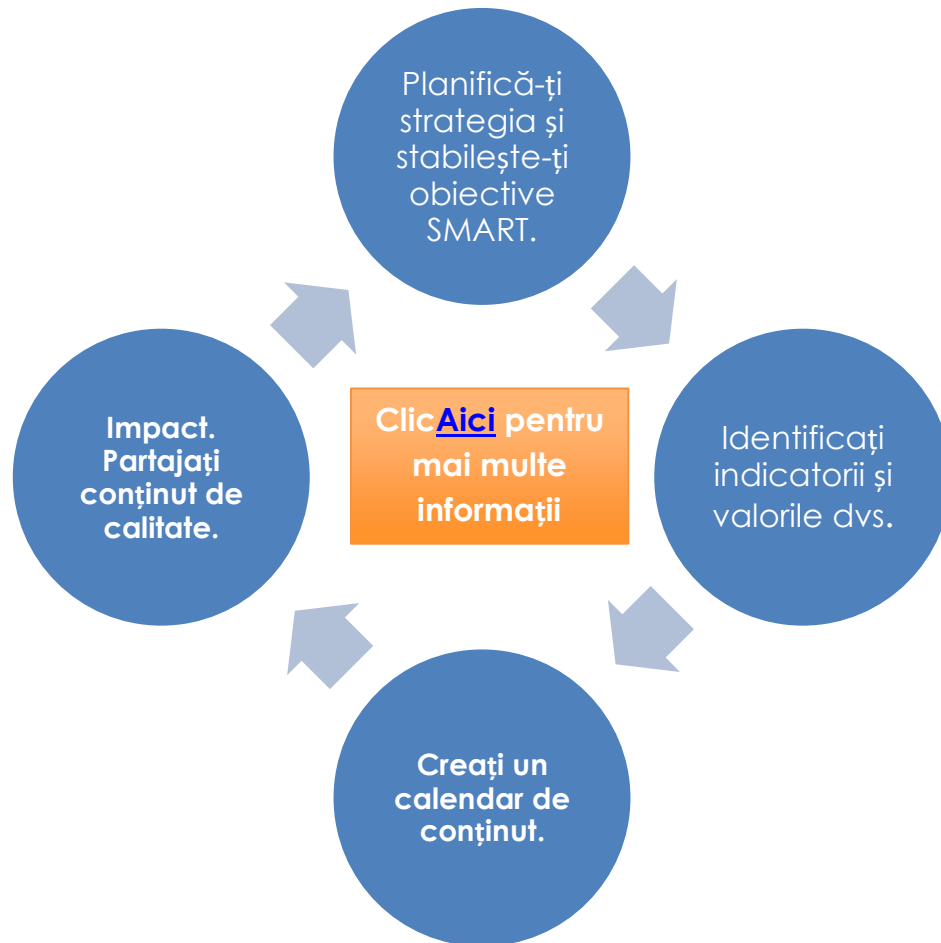 Planifică-ți
strategia și
stabilește-ți
obiective
SMART.
Impact.
Partajați
conținut de
calitate.
ClicAici pentru
mai multe
informații
Identificați
indicatorii și
valorile dvs.
Creați un
calendar de
conținut.